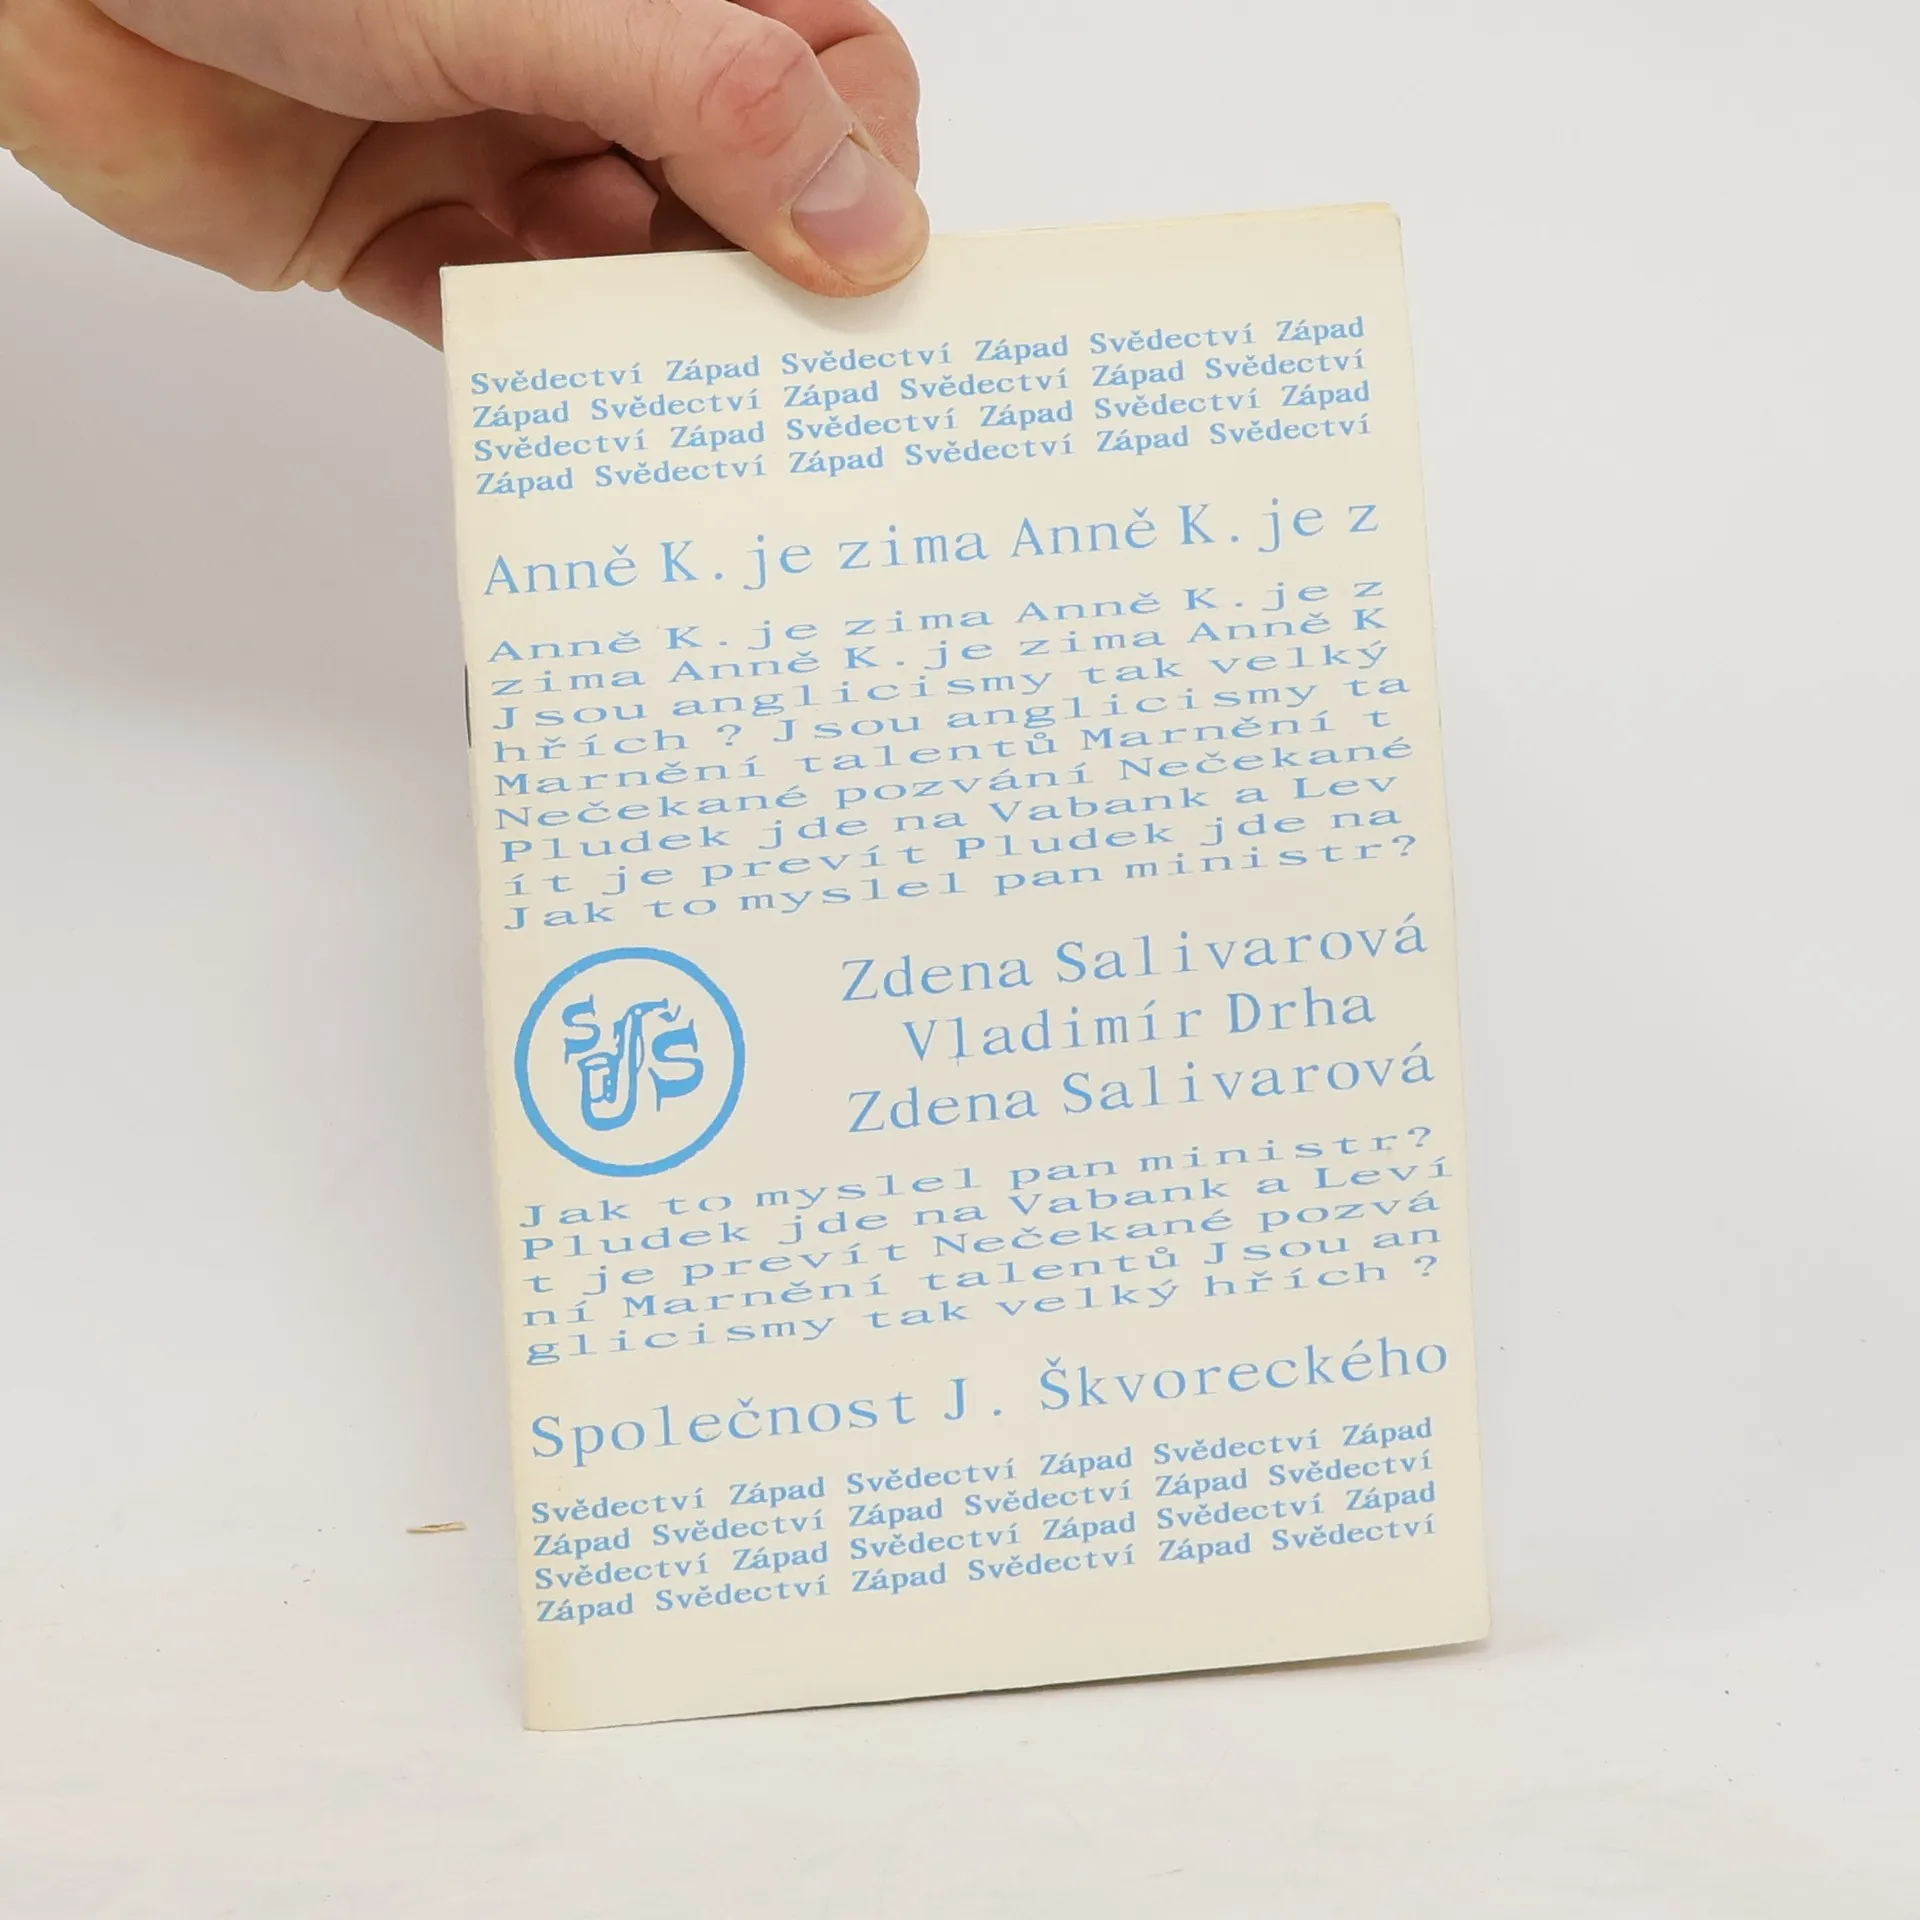 Svědectví Západ Svědectví Západ Svědectví Západ
Západ Svědectví Západ Svědectví Západ Svědectví
Svědectví Západ Svědectví Západ Svědectví Západ
Západ Svědectví Západ Svědectví Západ Svědectví
Anně K. je zima Anně K. je z
Anně K. je zima Anně K. je z
zima Anně K. je zima Anně K
Jsou anglicismy tak velký
hřích ? Jsou anglicismy ta
Marnění talentů Marnění t
Nečekané pozvání Nečekané
Pludek jde na Vabank a Lev
ít je prevít Pludek jde na
Jak to myslel pan ministr?
SJŠ
Zdena Salivarová
Vladimír Drha
Zdena Salivarová
Jak to myslel pan ministr?
Pludek jde na Vabank a Leví
t je prevít Nečekané pozvá
ní Marnění talentů Jsou an
glicismy tak velký hřích ?
Společnost J. Škvoreckého
Svědectví Západ Svědectví Západ Svědectví Západ
Západ Svědectví Západ Svědectví Západ Svědectví
Svědectví Západ Svědectví Západ Svědectví Západ
Západ Svědectví Západ Svědectví Západ Svědectví